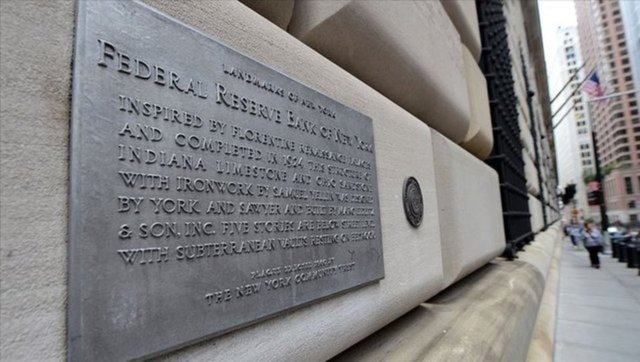 LANDMARKS OF NEW YORK
FEDERAL RESERVE BANK OF NEW YORK
INSPIRED BY FLORENTINE RENAISSANCE PALACES
AND COMPLETED IN 1924 THIS STRUCTURE OF
INDIANA LIMESTONE AND OHIO SANDSTONE
WITH IRONWORK BY SAMUEL YELLIN WAS DESIGNED
BY YORK AND SAWYER AND BUILT BY MARC EIDLITZ
& SON, INC. FIVE STORIES ARE BELOW STREET LEVEL
WITH SUBTERRANEAN VAULTS RESTING ON BEDROCK.
PLAQUE ERECTED BY
THE NEW YORK COMMUNITY TRUST